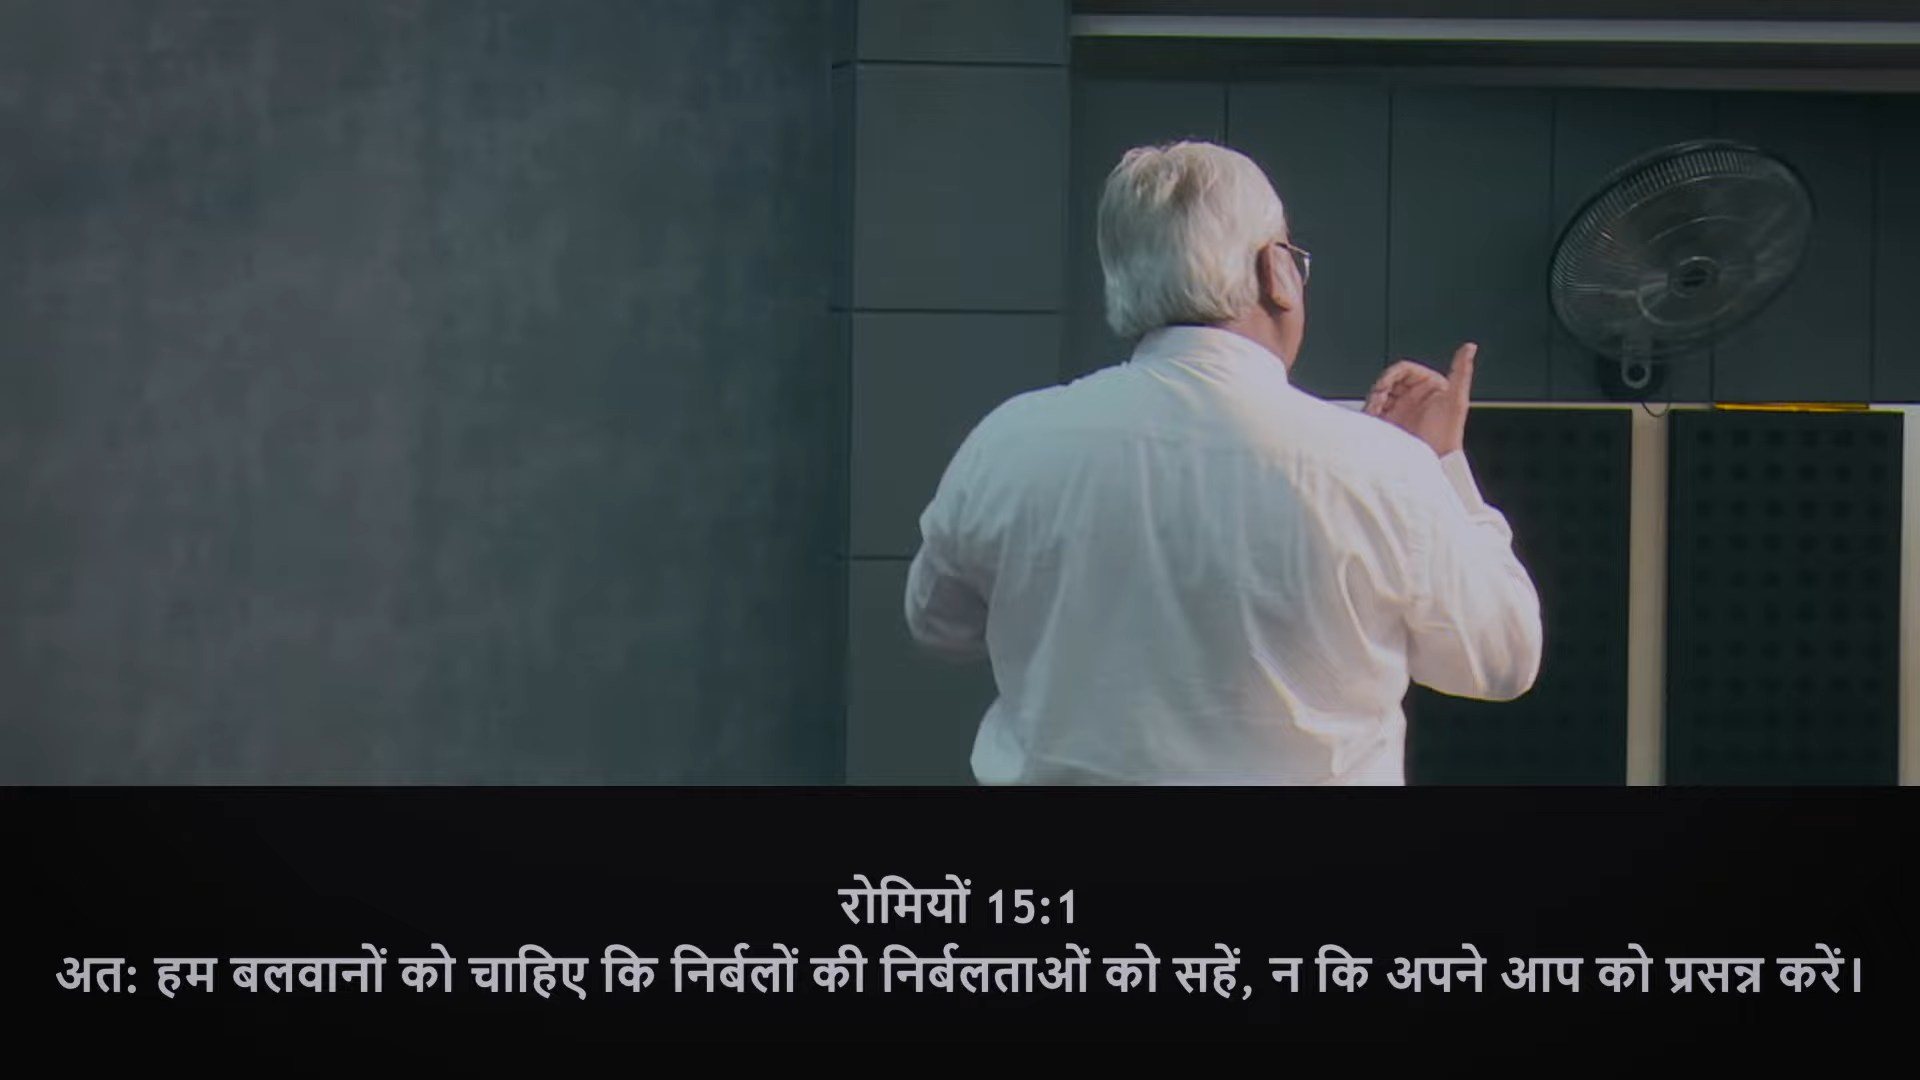 रोमियों 15:1
अत: हम बलवानों को चाहिए कि निर्बलों की निर्बलताओं को सहें, न कि अपने आप को प्रसन्न करें।